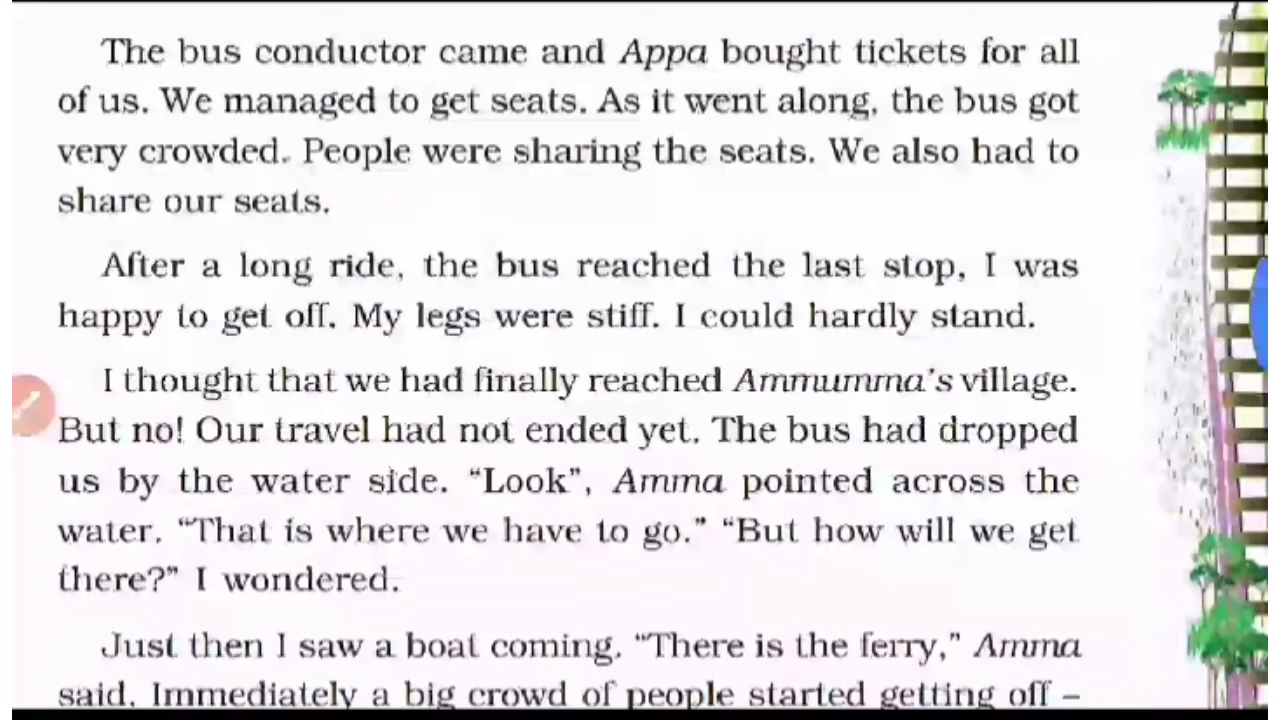 The bus conductor came and Appa bought tickets for all
of us. We managed to get seats. As it went along, the bus got
very crowded. People were sharing the seats. We also had to
share our seats.
After a long ride, the bus reached the last stop, I was
happy to get off. My legs were stiff. I could hardly stand.
I thought that we had finally reached Ammumma's village.
But no! Our travel had not ended yet. The bus had dropped
us by the water side. “Look”, Amma pointed across the
water. “That is where we have to go.” “But how will we get
there?” I wondered.
Just then I saw a boat coming. “There is the ferry,” Amma
said. Immediately a big crowd of people started getting off –